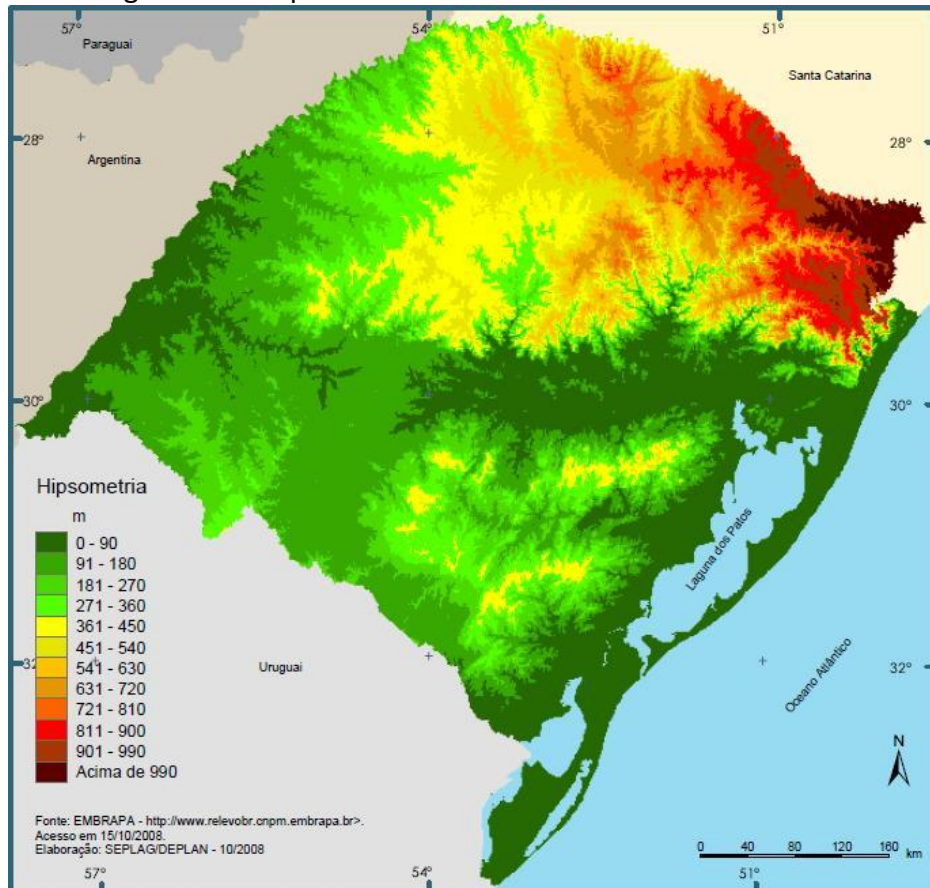 57°
54°
51°
Paraguai
Santa Catarina
28°
28°
Argentina
30°
30°
Hipsometria
m
0 - 90
91 - 180
181 - 270
271 - 360
361 - 450
451 - 540
541 - 630
631 - 720
721 - 810
811 - 900
901 - 990
Acima de 990
Laguna dos Patos
32°
32°
Uruguai
Oceano Atlântico
N
Fonte: EMBRAPA - http://www.relevobr.cnpm.embrapa.br>.
Acesso em 15/10/2008.
Elaboração: SEPLAG/DEPLAN - 10/2008
0 40 80 120 160 km
57°
54°
51°